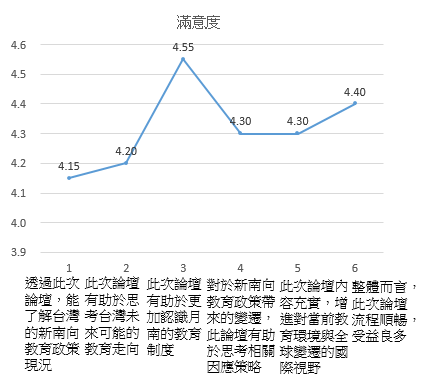 滿意度
4.6
4.5
4.4
4.3
4.2
4.1
4.0
3.9
4.15
4.20
4.55
4.30
4.30
4.40
1
2
3
4
5
6
透過此次
論壇，能
了解台灣
的新南向
教育政策
現況
此次論壇
有助於思
考台灣未
來可能的
教育走向
此次論壇
有助於更
加認識月
南的教育
制度
對於新南向
教育政策帶
來的變遷，
此論壇有助
於思考相關
因應策略
此次論壇內
容充實，增
進對當前教
育環境與全
球變遷的國
際視野
整體而言，
此次論壇
流程順暢，
受益良多